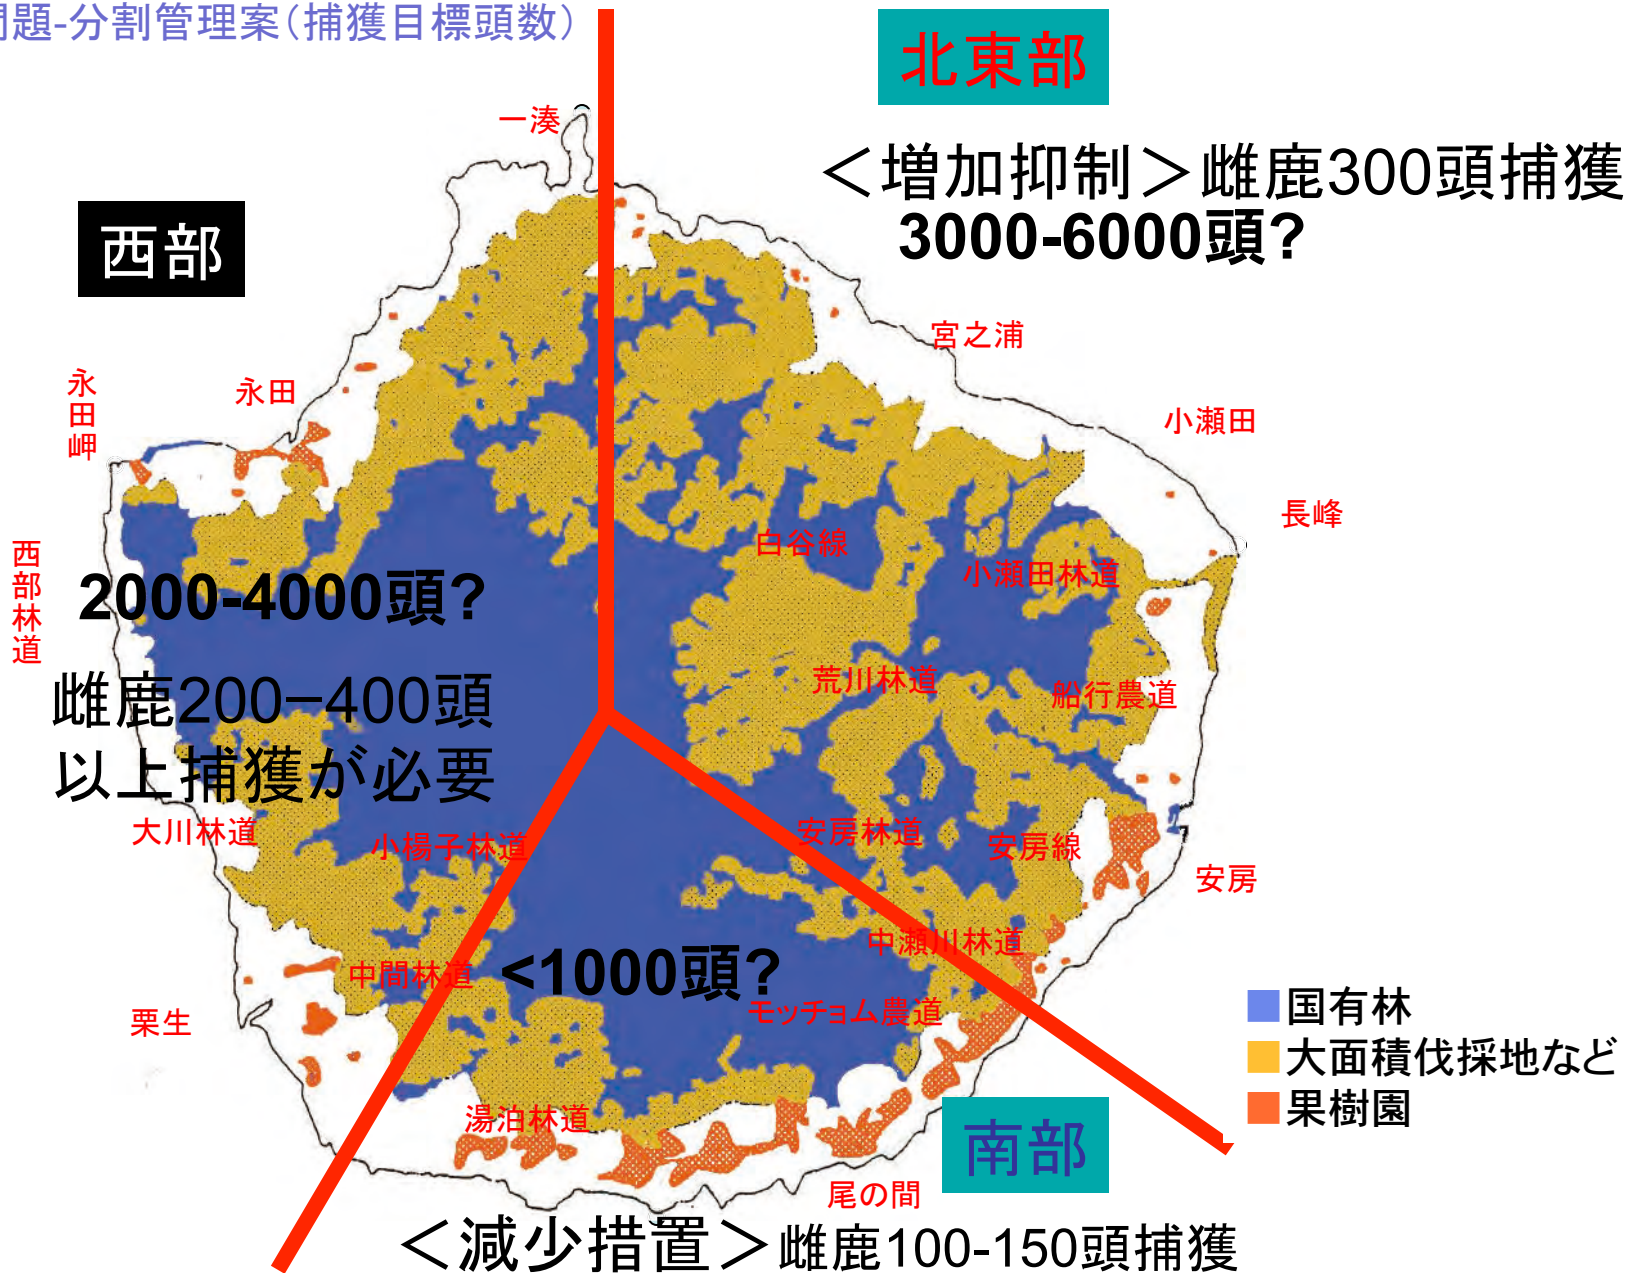 問題-分割管理案(捕獲目標頭数)
北東部
一湊
<増加抑制>雌鹿300頭捕獲
3000-6000頭?
西部
宮之浦
永田岬
永田
小瀬田
長峰
西部林道
白谷線
小瀬田林道
2000-4000頭?
荒川林道
船行農道
雌鹿200−400頭
以上捕獲が必要
大川林道
小楊子林道
安房林道
安房線
安房
中間林道
<1000頭?
中瀬川林道
栗生
モッチョム農道
国有林
大面積伐採地など
果樹園
湯泊林道
南部
尾の間
<減少措置>雌鹿100-150頭捕獲